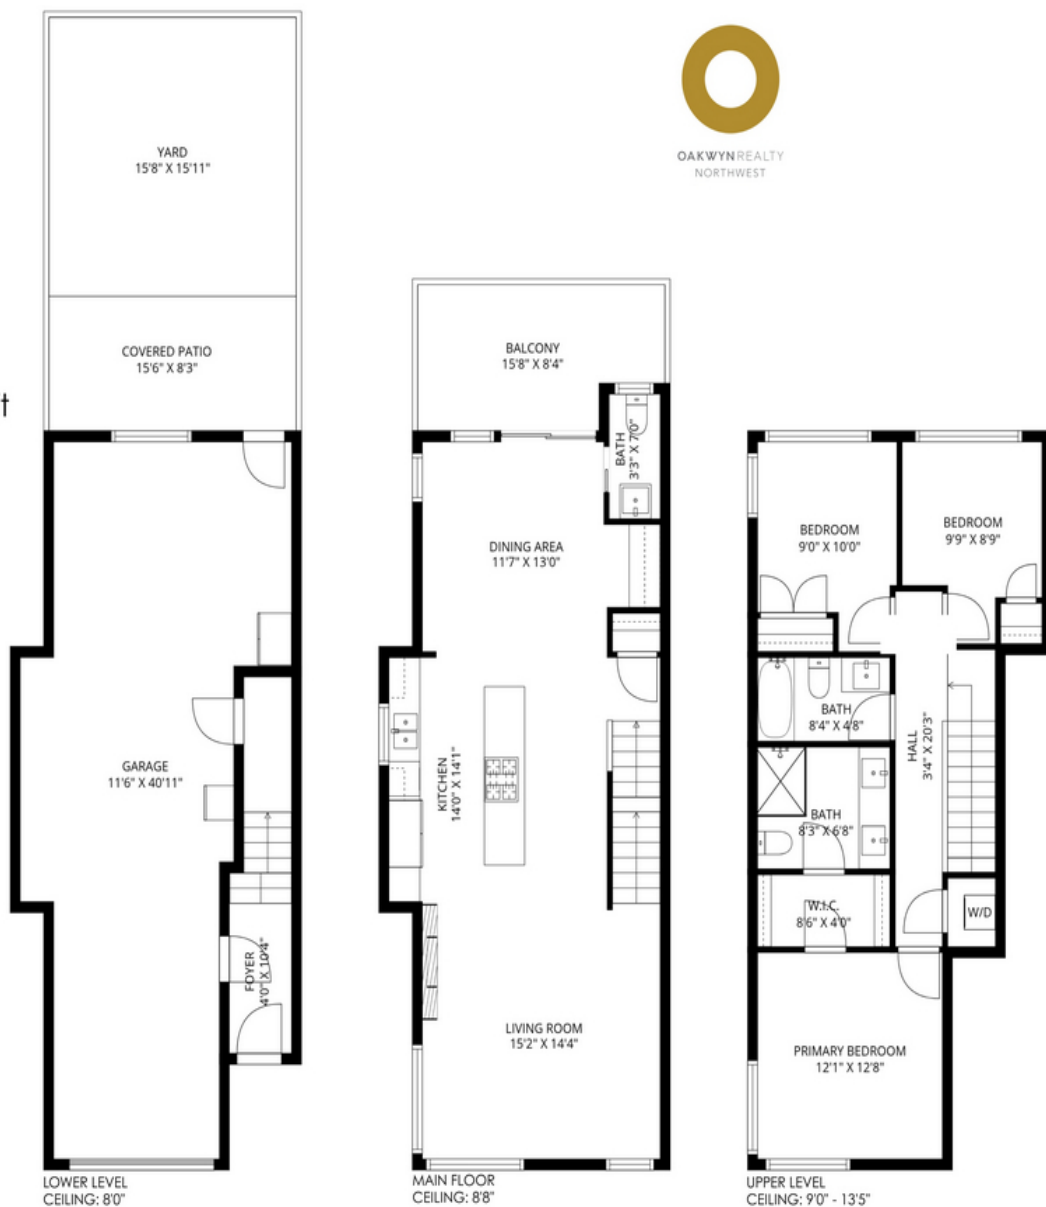 OAKWYNREALTY
NORTHWEST
YARD
15'8" X 15'11"
COVERED PATIO
15'6" X 8'3"
t
GARAGE
11'6" X 40'11"
FOYER
4'0" X 10'4"
LOWER LEVEL
CEILING: 8'0"
BALCONY
15'8" X 8'4"
BATH
3'3" X 7'0"
DINING AREA
11'7" X 13'0"
KITCHEN
14'0" X 14'1"
LIVING ROOM
15'2" X 14'4"
MAIN FLOOR
CEILING: 8'8"
BEDROOM
9'0" X 10'0"
BEDROOM
9'9" X 8'9"
BATH
8'4" X 4'8"
HALL
3'4" X 20'3"
BATH
8'3" X 6'8"
W.I.C.
8'6" X 4'0"
W/D
PRIMARY BEDROOM
12'1" X 12'8"
UPPER LEVEL
CEILING: 9'0" - 13'5"